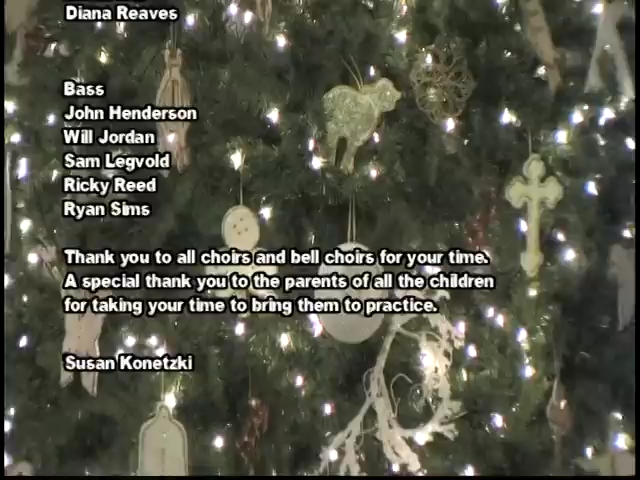 Diana Reaves
Bass
John Henderson
Will Jordan
Sam Legvold
Ricky Reed
Ryan Sims
Thank you to all choirs and bell choirs for your time.
A special thank you to the parents of all the children
for taking your time to bring them to practice.
Susan Konetzki